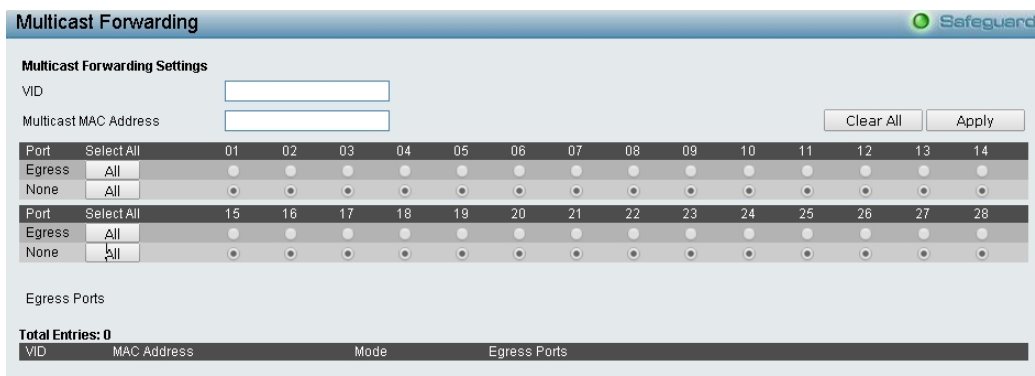 Multicast Forwarding Safeguard
Multicast Forwarding Settings
VID
Multicast MAC Address Clear All Apply
Port Select All 01 02 03 04 05 06 07 08 09 10 11 12 13 14
Egress All
None All
Port Select All 15 16 17 18 19 20 21 22 23 24 25 26 27 28
Egress All
None All
Egress Ports
Total Entries: 0
VID MAC Address Mode Egress Ports